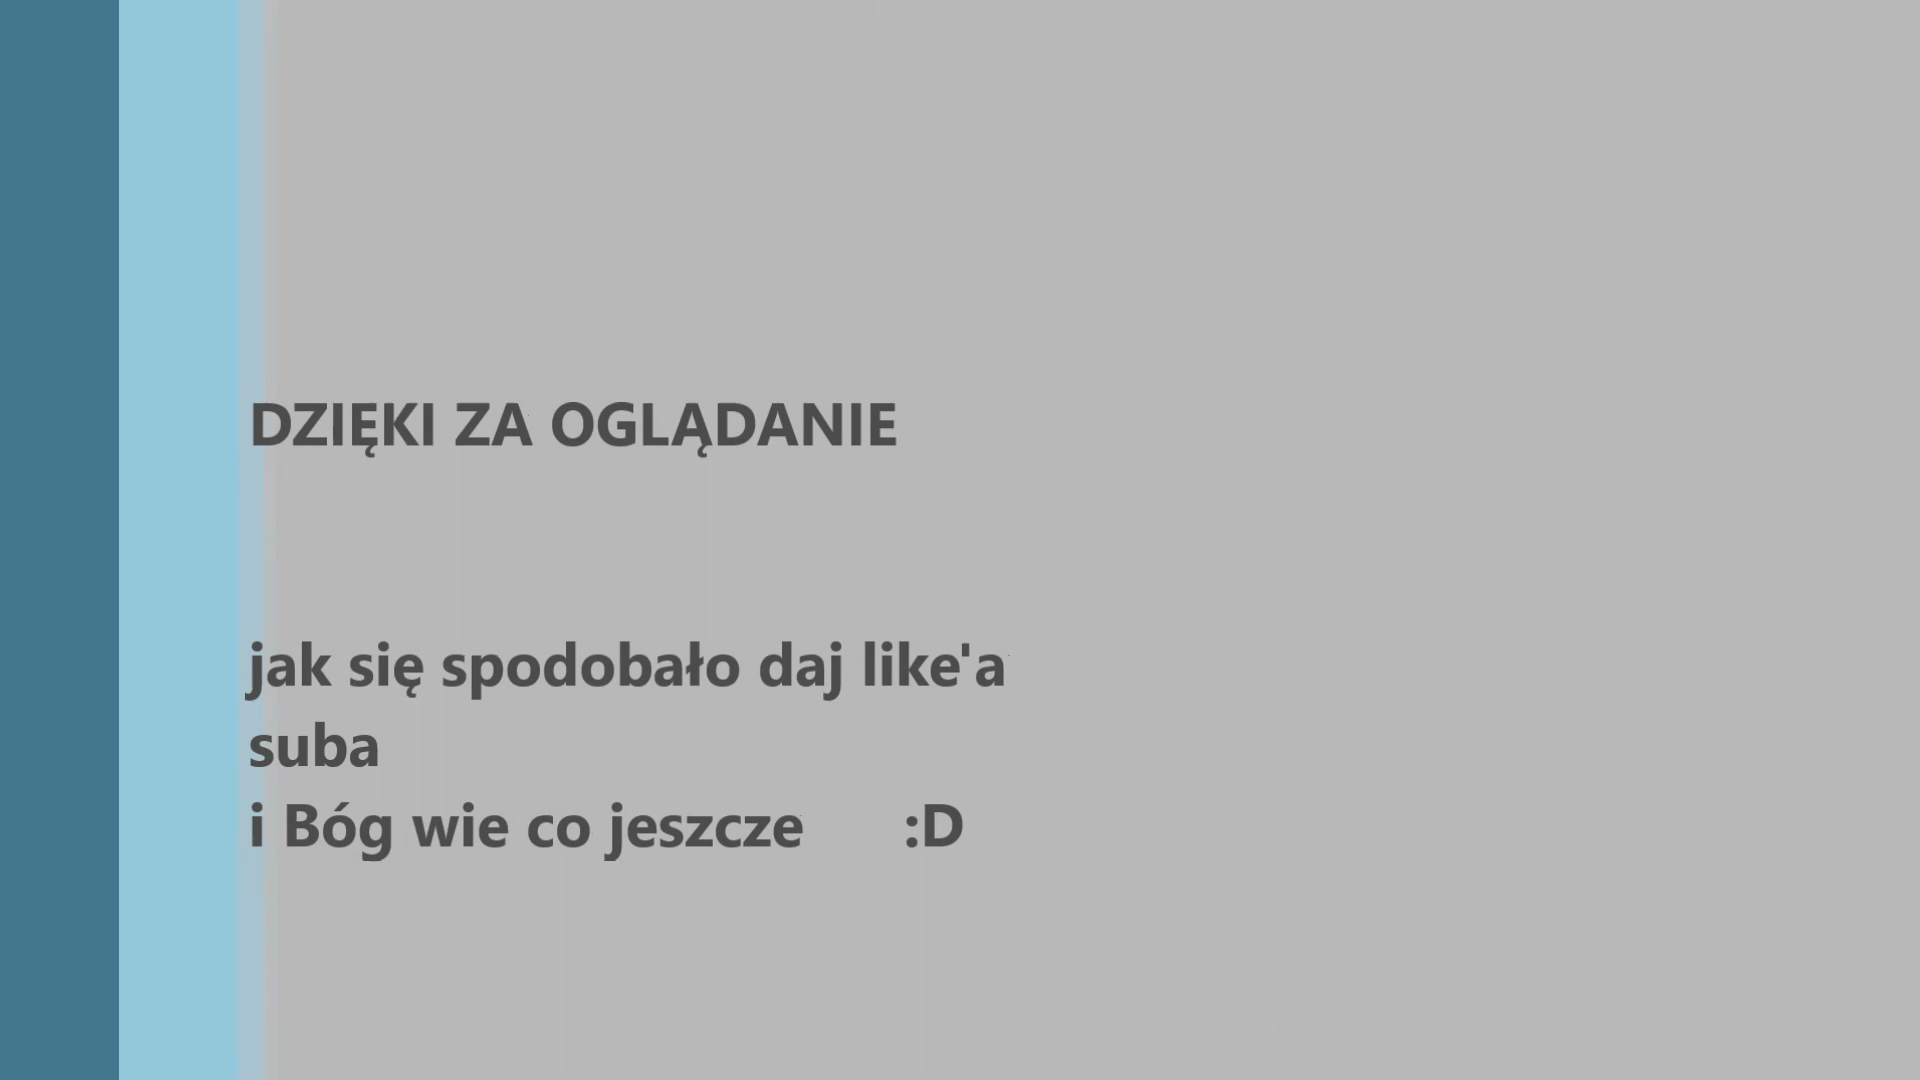 DZIĘKI ZA OGLĄDANIE
jak się spodobało daj like'a
suba
i Bóg wie co jeszcze :D